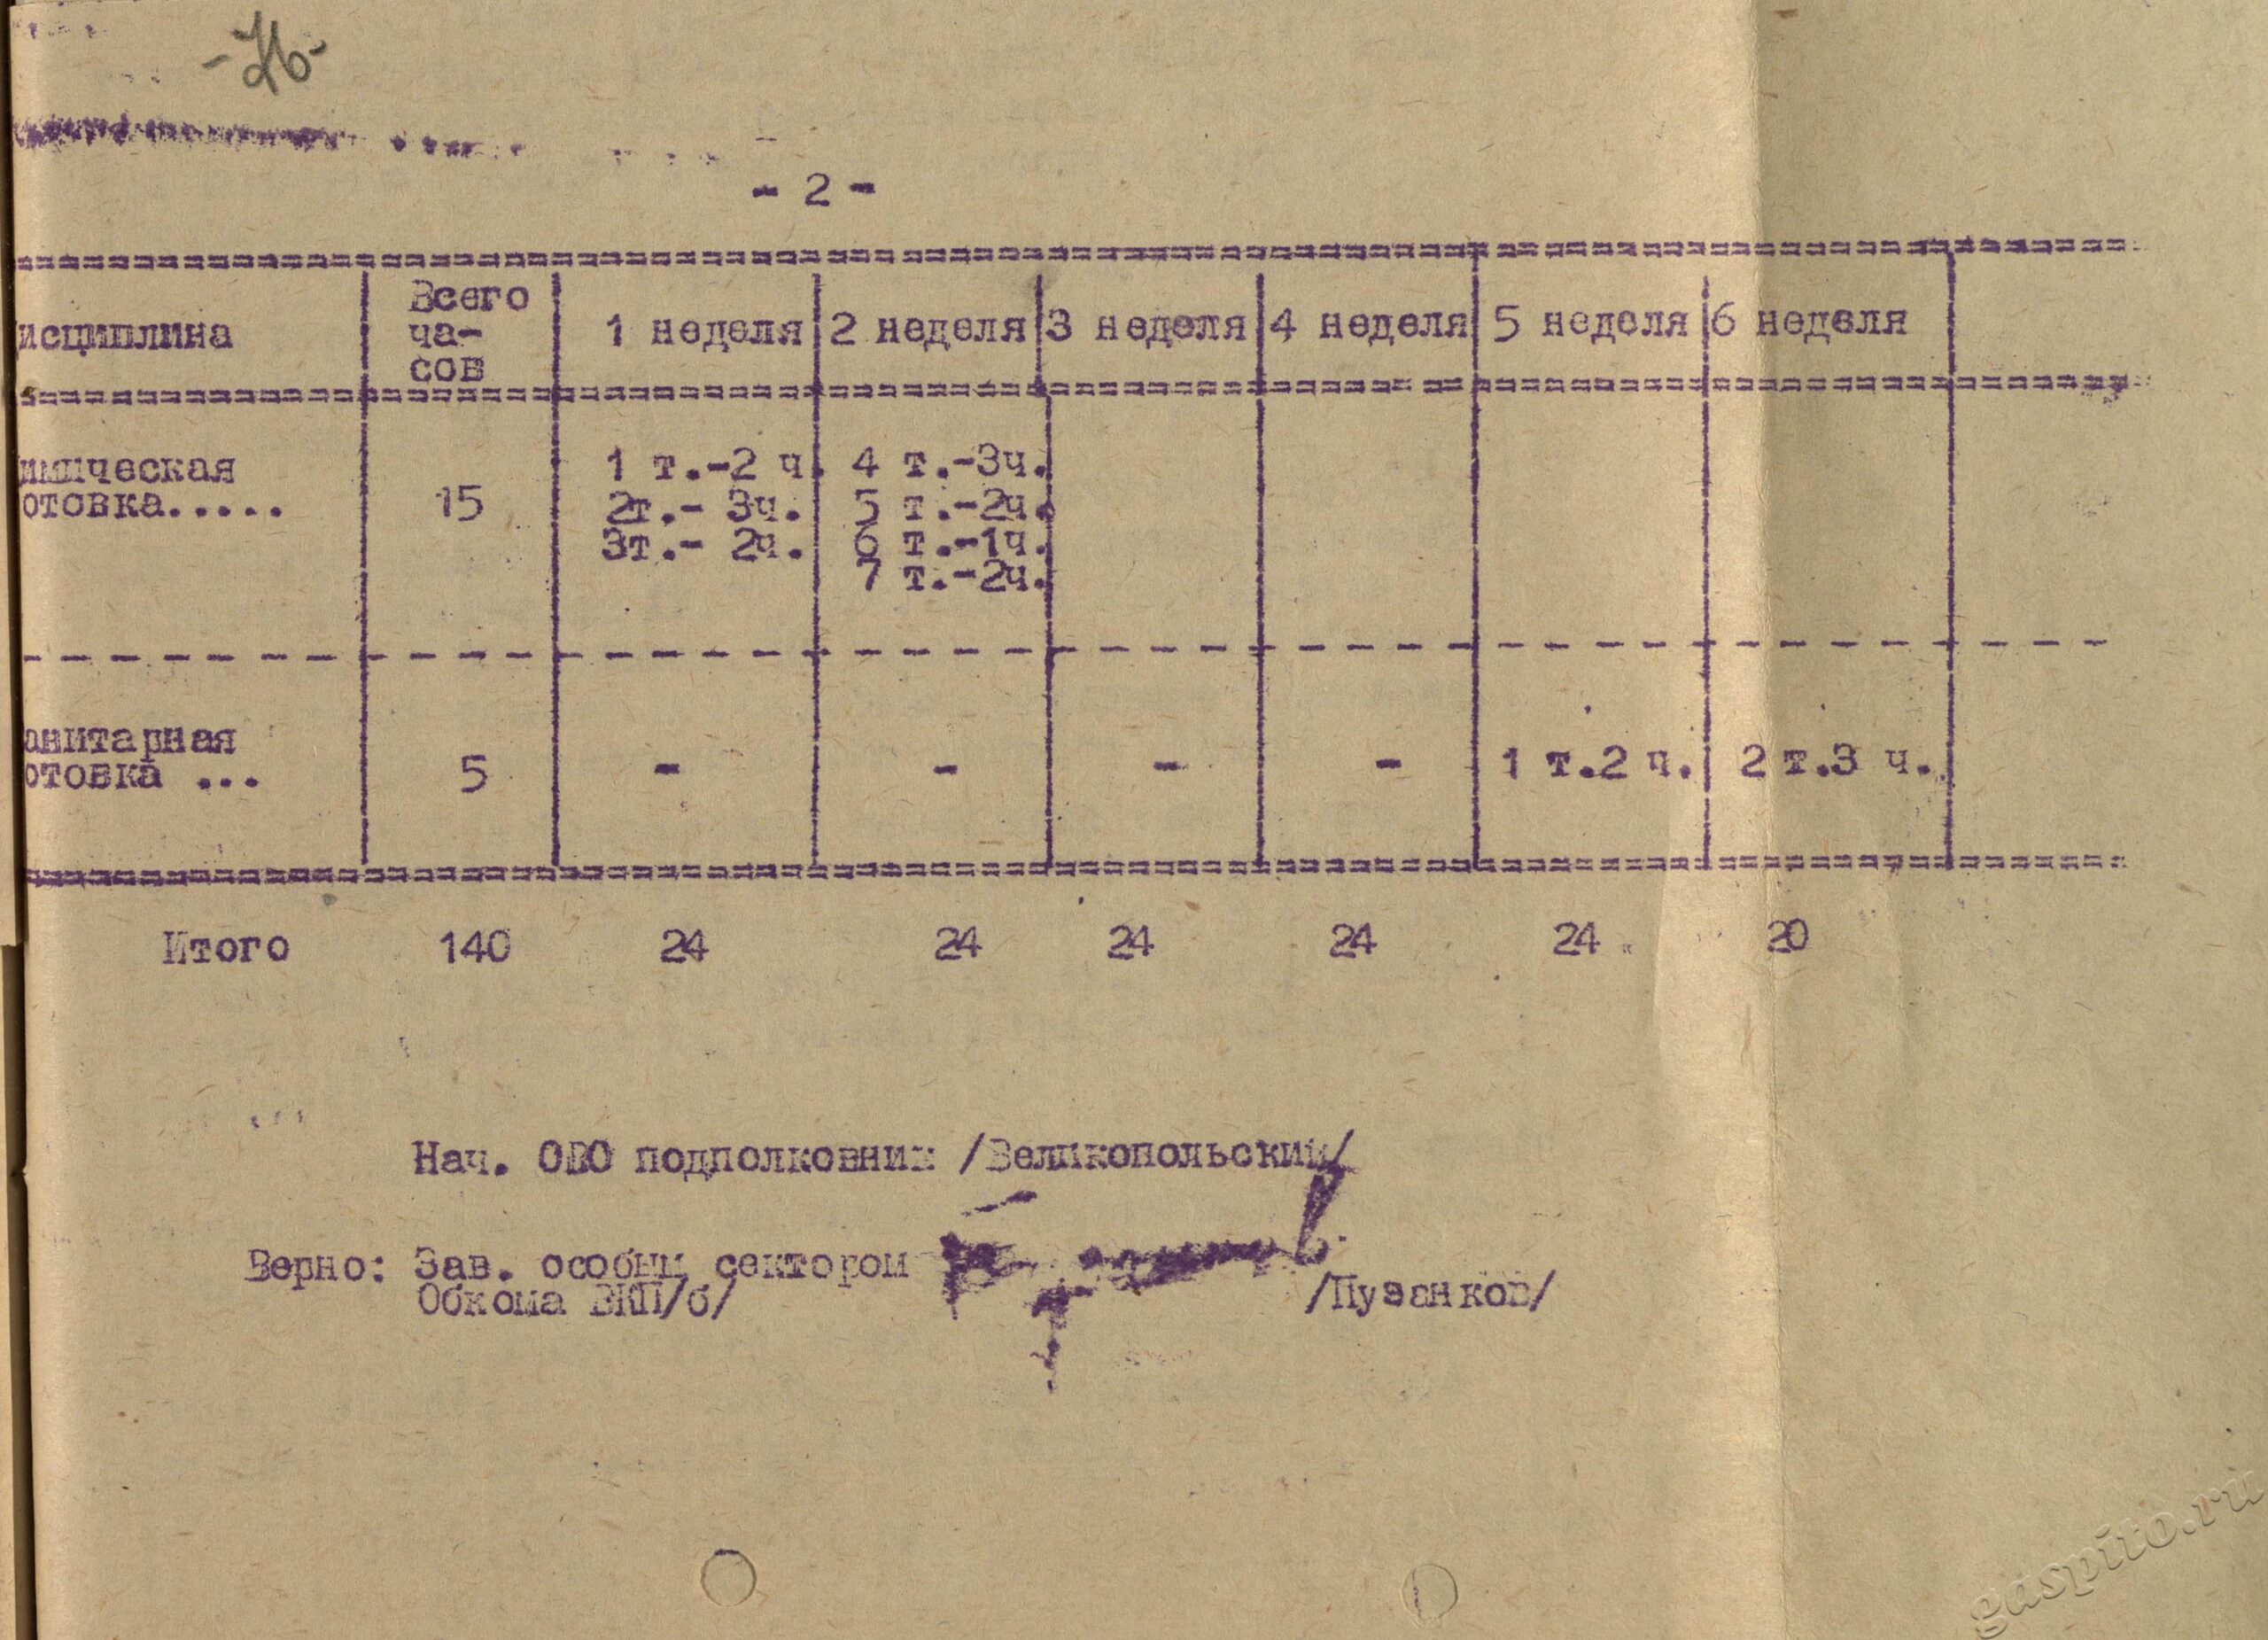 - 2 -
исциплина Всего ча- сов 1 неделя 2 неделя 3 неделя 4 неделя 5 неделя 6 неделя
имическая 1 т.-2 ч. 4 т.-3ч.
отовка..... 15 2т.- 3ч. 5 т.-2ч.
3т.- 2ч. 6 т.-1ч.
7 т.-2ч.
анитарная
отовка ... 5 - - - - 1 т.2 ч. 2 т.3 ч.
Итого 140 24 24 24 24 24 20
Нач. ОВО подполковник /Великопольский/
Верно: Зав. особым сектором
Обкома ВКП/б/ /Пузанков/
gaspito.ru